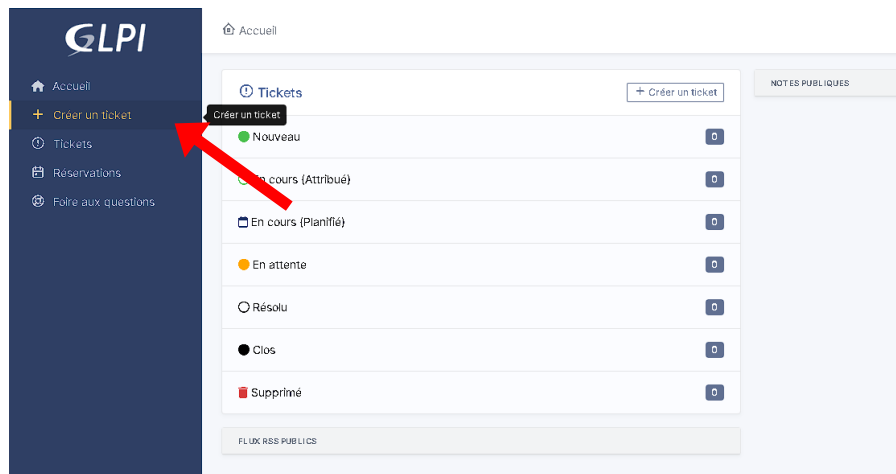 GLPI
Accueil
Créer un ticket
Tickets
Réservations
Foire aux questions
Accueil
Créer un ticket
Tickets
+ Créer un ticket
Nouveau
0
En cours (Attribué)
0
En cours (Planifié)
0
En attente
0
Résolu
0
Clos
0
Supprimé
0
FLUX RSS PUBLICS
NOTES PUBLIQUES